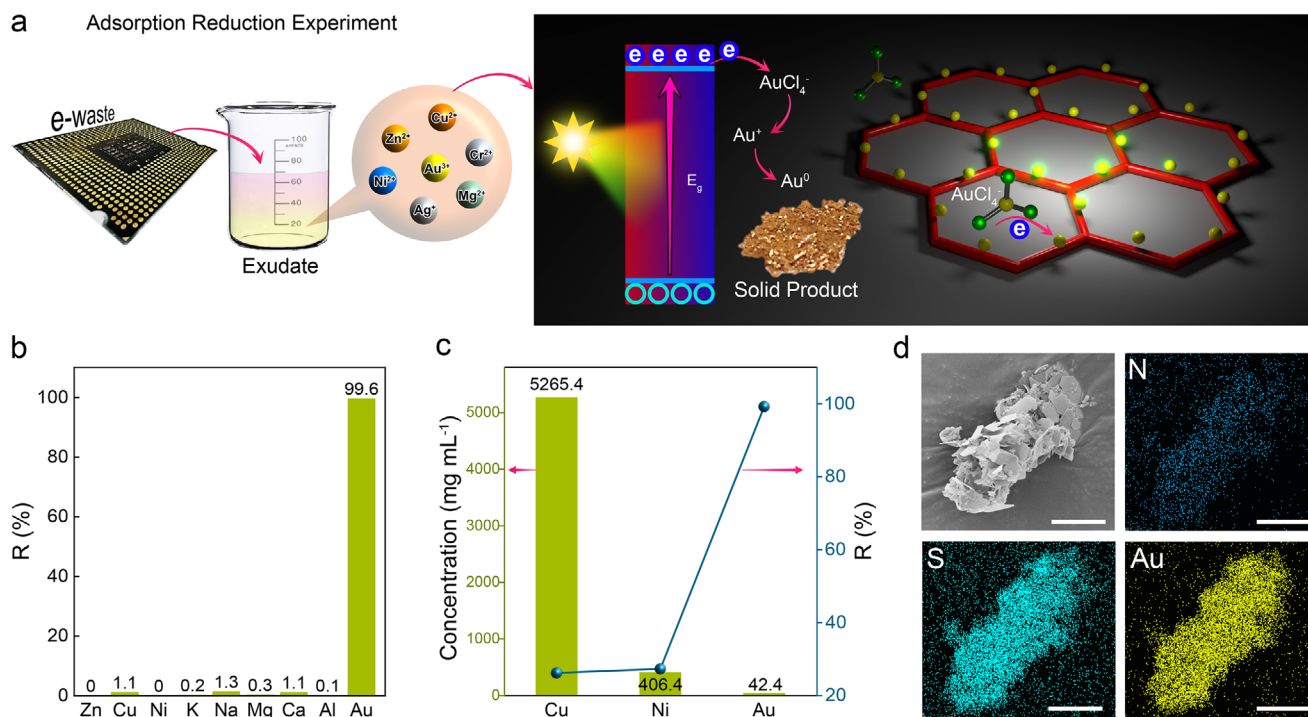 a
Adsorption Reduction Experiment
e-waste
100
80
60
40
20
Exudate
Cu²⁺
Zn²⁺
Cr²⁺
Au³⁺
Ni²⁺
Mg²⁺
Ag⁺
e e e e e
AuCl₄⁻
Au⁺
Au⁰
E_g
Solid Product
AuCl₄⁻
e
b
R (%)
100
80
60
40
20
0
0 1.1 0 0.2 1.3 0.3 1.1 0.1 99.6
Zn Cu Ni K Na Mg Ca Al Au
c
Concentration (mg mL⁻¹)
5000
4000
3000
2000
1000
0
5265.4
406.4
42.4
Cu Ni Au
R (%)
100
80
60
40
20
d
N
S
Au